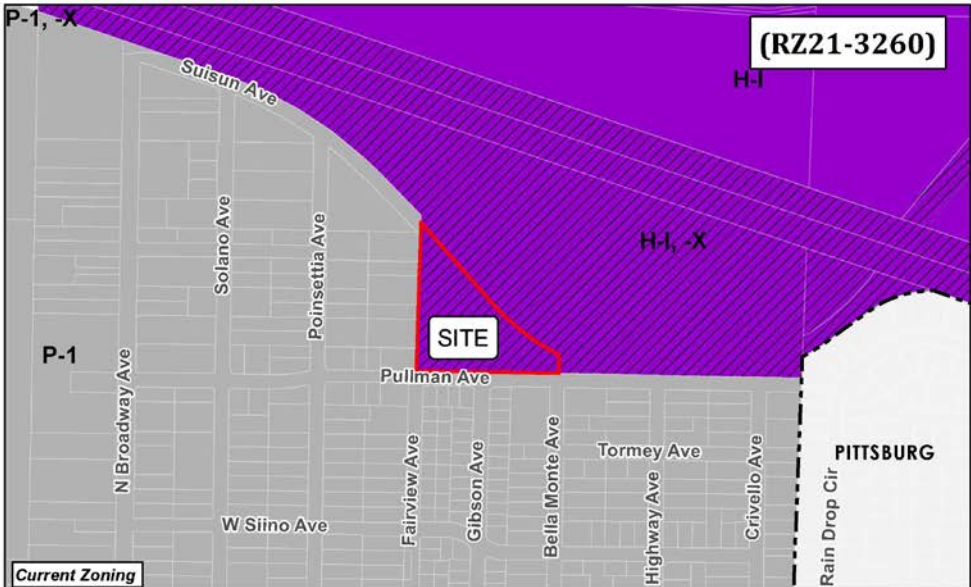 P-1, -X
(RZ21-3260)
H-I
Suisun Ave
Solano Ave
Poinsettia Ave
H-I, -X
SITE
P-1
N Broadway Ave
Pullman Ave
Fairview Ave
Gibson Ave
Bella Monte Ave
Tormey Ave
Highway Ave
Crivello Ave
PITTSBURG
Rain Drop Cir
W Siino Ave
Current Zoning